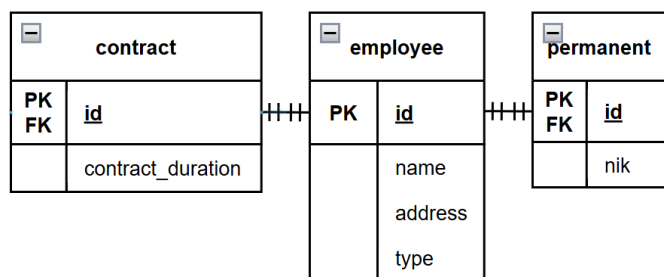 contract
PK
FK
id
contract_duration
employee
PK
id
name
address
type
permanent
PK
FK
id
nik